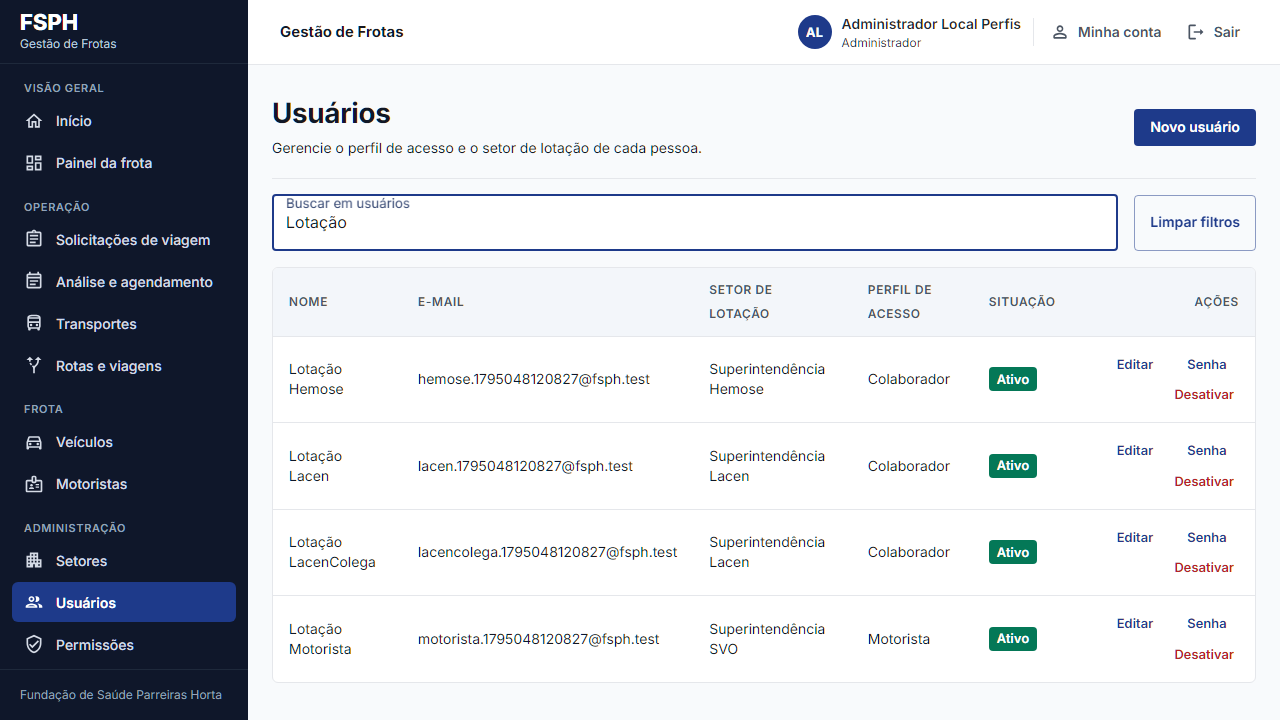 FSPH
Gestão de Frotas
VISÃO GERAL
Início
Painel da frota
OPERAÇÃO
Solicitações de viagem
Análise e agendamento
Transportes
Rotas e viagens
FROTA
Veículos
Motoristas
ADMINISTRAÇÃO
Setores
Usuários
Permissões
Fundação de Saúde Parreiras Horta
Gestão de Frotas
AL
Administrador Local Perfis
Administrador
Minha conta
Sair
Usuários
Gerencie o perfil de acesso e o setor de lotação de cada pessoa.
Novo usuário
Buscar em usuários
Lotação
Limpar filtros
NOME
E-MAIL
SETOR DE
LOTAÇÃO
PERFIL DE
ACESSO
SITUAÇÃO
AÇÕES
Lotação
Hemose
hemose.1795048120827@fsph.test
Superintendência
Hemose
Colaborador
Ativo
Editar
Senha
Desativar
Lotação
Lacen
lacen.1795048120827@fsph.test
Superintendência
Lacen
Colaborador
Ativo
Editar
Senha
Desativar
Lotação
LacenColega
lacencolega.1795048120827@fsph.test
Superintendência
Lacen
Colaborador
Ativo
Editar
Senha
Desativar
Lotação
Motorista
motorista.1795048120827@fsph.test
Superintendência
SVO
Motorista
Ativo
Editar
Senha
Desativar